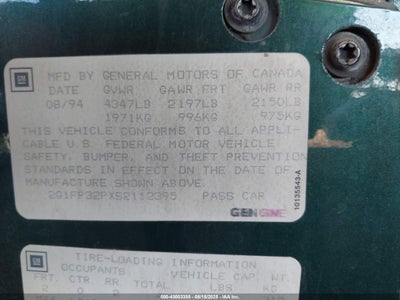 GM
MFD BY GENERAL MOTORS OF CANADA
DATE GVWR GAWR FRT GAWR RR
08/94 4347LB 2197LB 2150LB
1971KG 996KG 975KG
THIS VEHICLE CONFORMS TO ALL APPLI-
CABLE U.S. FEDERAL MOTOR VEHICLE
SAFETY, BUMPER, AND THEFT PREVENTION
STANDARDS IN EFFECT ON THE DATE OF
MANUFACTURE SHOWN ABOVE.
2G1FP32PXS2112395 PASS CAR
10135543-A
GM
TIRE-LOADING INFORMATION
OCCUPANTS VEHICLE CAP. WT.
FRT. CTR. RR. TOTAL LBS KG